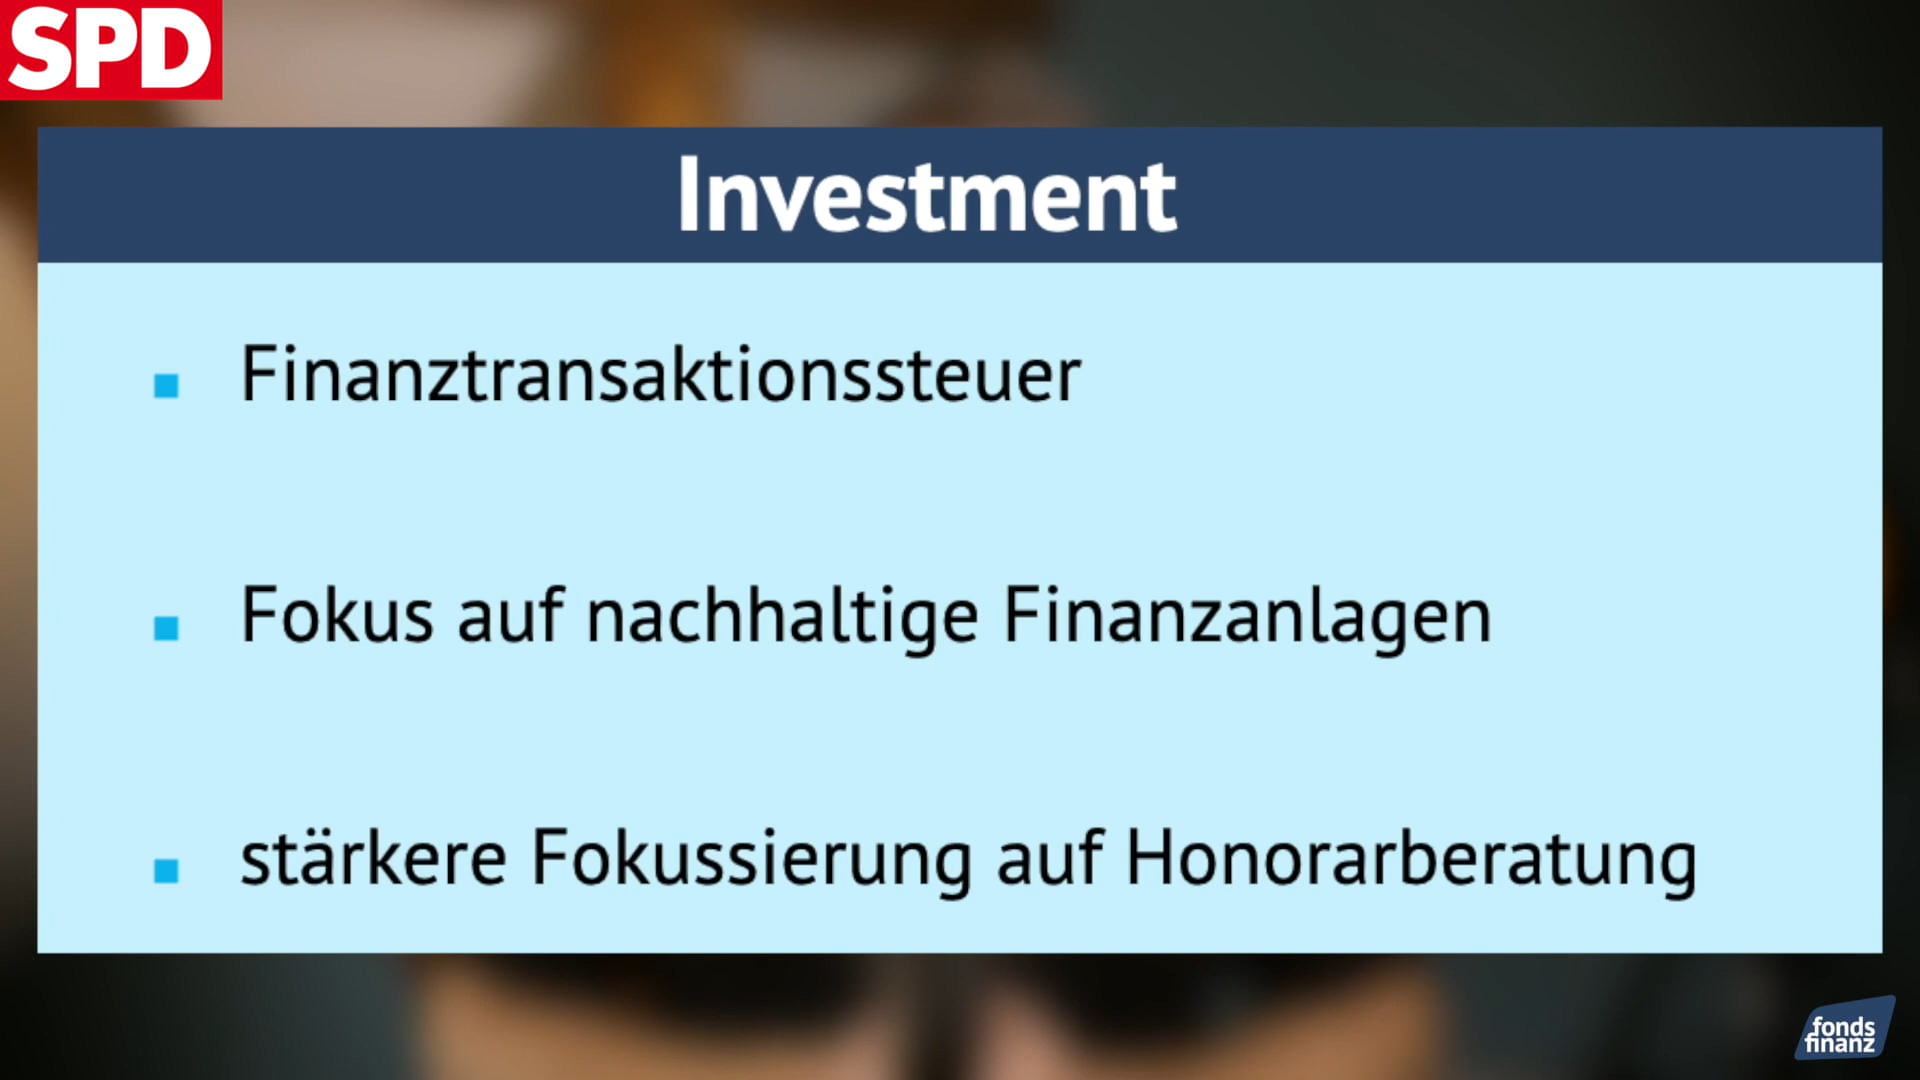 SPD
Investment
Finanztransaktionssteuer
Fokus auf nachhaltige Finanzanlagen
stärkere Fokussierung auf Honorarberatung
fonds
finanz